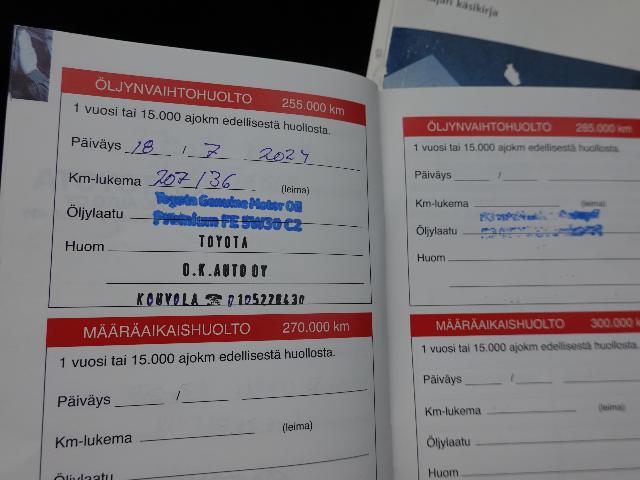 ajan käsikirja
ÖLJYNVAIHTOHUOLTO 255.000 km
1 vuosi tai 15.000 ajokm edellisestä huollosta.
Päiväys 18 / 7 2024
Km-lukema 207136 (leima)
Öljylaatu Toyota Genuine Motor Oil
Premium FE 5W30 C2
Huom TOYOTA
O.K.AUTO OY
KOUVOLA ☎ 0105228430
MÄÄRÄAIKAISHUOLTO 270.000 km
1 vuosi tai 15.000 ajokm edellisestä huollosta.
Päiväys /
Km-lukema (leima)
Öljylaatu
ÖLJYNVAIHTOHUOLTO 285.000 km
1 vuosi tai 15.000 ajokm edellisestä huollosta.
Päiväys /
Km-lukema (leima)
Öljylaatu
Huom
MÄÄRÄAIKAISHUOLTO 300.000 k
1 vuosi tai 15.000 ajokm edellisestä huollosta.
Päiväys /
Km-lukema (leima)
Öljylaatu
Huom